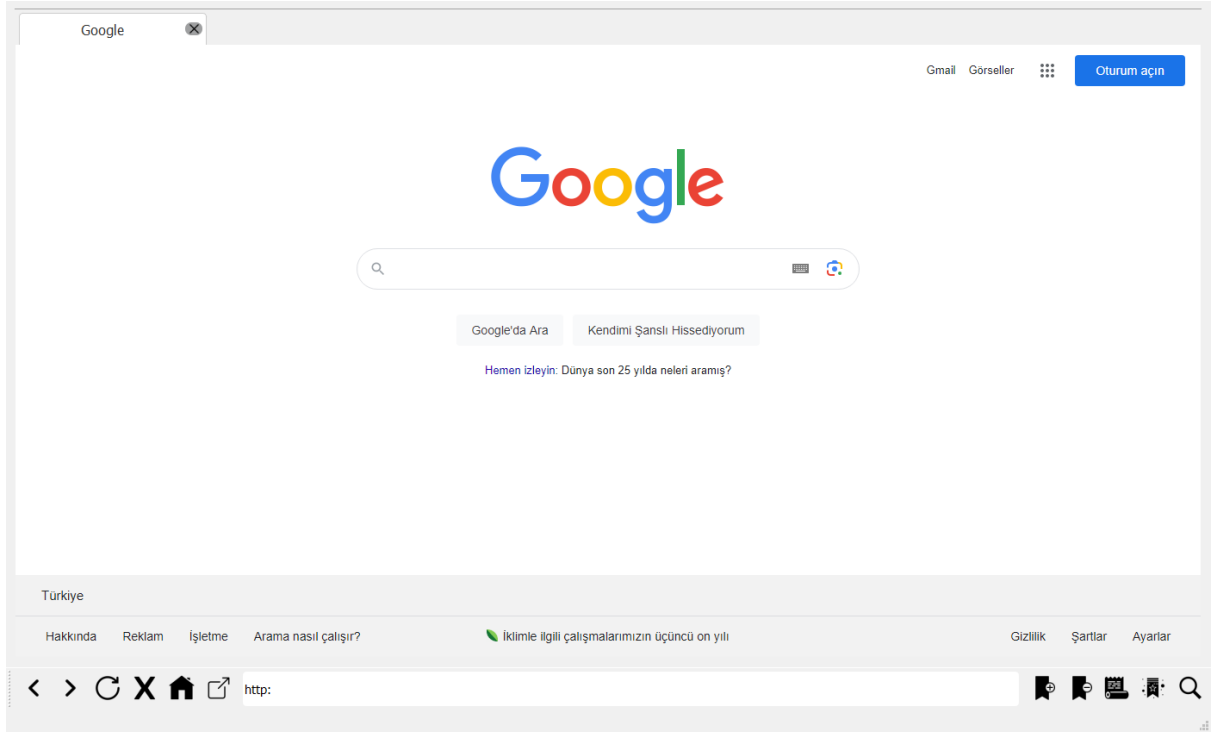 Google
Gmail Görseller Oturum açın
Google
Google'da Ara Kendimi Şanslı Hissediyorum
Hemen izleyin: Dünya son 25 yılda neleri aramış?
Türkiye
Hakkında Reklam İşletme Arama nasıl çalışır? İklimle ilgili çalışmalarımızın üçüncü on yılı Gizlilik Şartlar Ayarlar
http: